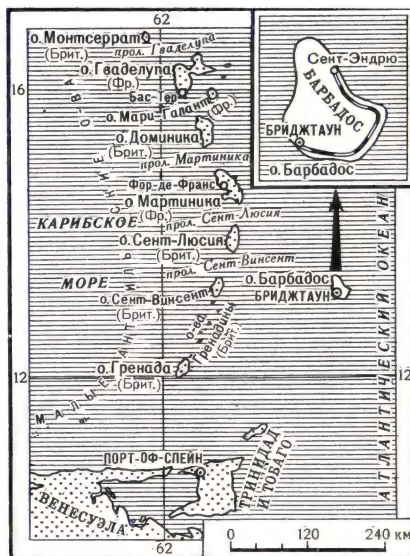 62
о. Монтсеррат
(Брит.)
прол. Гваделупа
о. Гваделупа
(Фр.)
16
Бас-Тер
о. Мари-Галант
(Фр.)
о. Доминика
(Брит.)
прол. Мартиника
Фор-де-Франс
о. Мартиника
(Фр.)
КАРИБСКОЕ
прол. Сент-Люсия
о. Сент-Люсия
(Брит.)
прол. Сент-Винсент
МОРЕ
о. Сент-Винсент
(Брит.)
о-ва
Гренадины
(Брит.)
о. Барбадос
БРИДЖТАУН
о. Гренада
(Брит.)
12
12
МАЛЫЕ АНТИЛЬСКИЕ О-ВА
АТЛАНТИЧЕСКИЙ ОКЕАН
ПОРТ-ОФ-СПЕЙН
ТРИНИДАД
И ТОБАГО
ВЕНЕСУЭЛА
62
0 80 160 240 км
Сент-Эндрю
БАРБАДОС
БРИДЖТАУН
о. Барбадос